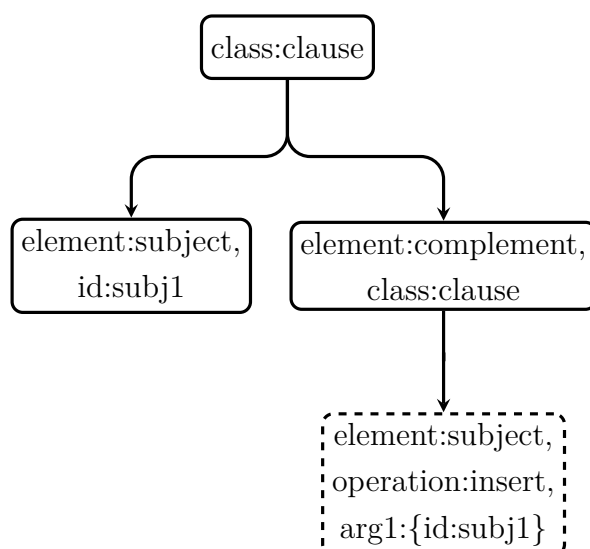 class:clause
element:subject,
id:subj1
element:complement,
class:clause
element:subject,
operation:insert,
arg1:{id:subj1}